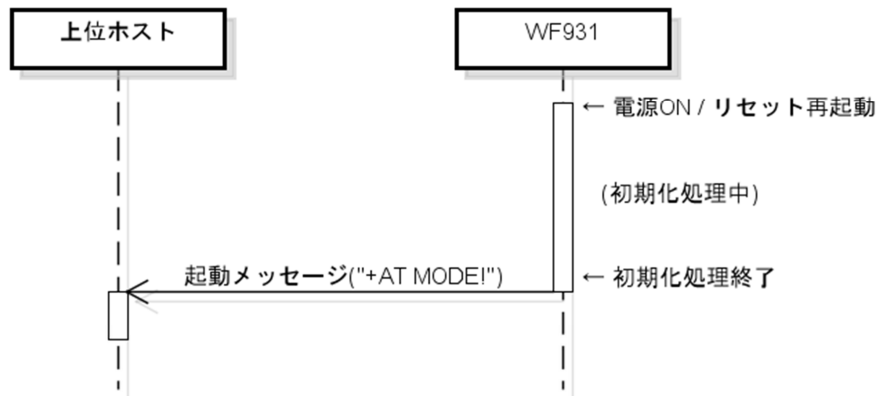 上位ホスト
WF931
← 電源ON / リセット再起動
(初期化処理中)
起動メッセージ("+AT MODE!")
← 初期化処理終了